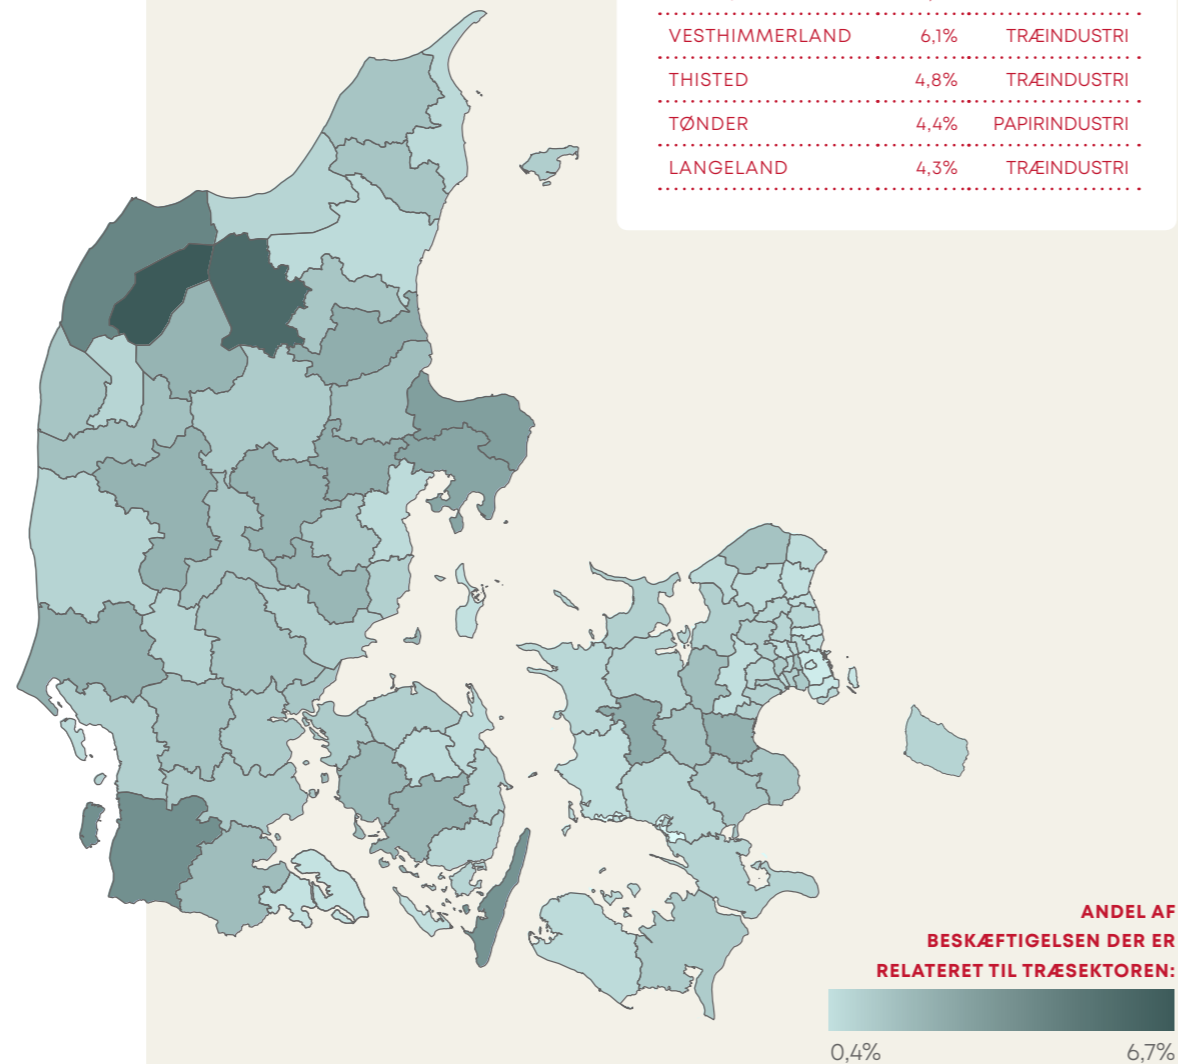 VESTHIMMERLAND 6,1% TRÆINDUSTRI
THISTED 4,8% TRÆINDUSTRI
TØNDER 4,4% PAPIRINDUSTRI
LANGELAND 4,3% TRÆINDUSTRI
ANDEL AF
BESKÆFTIGELSEN DER ER
RELATERET TIL TRÆSEKTOREN:
0,4% 6,7%